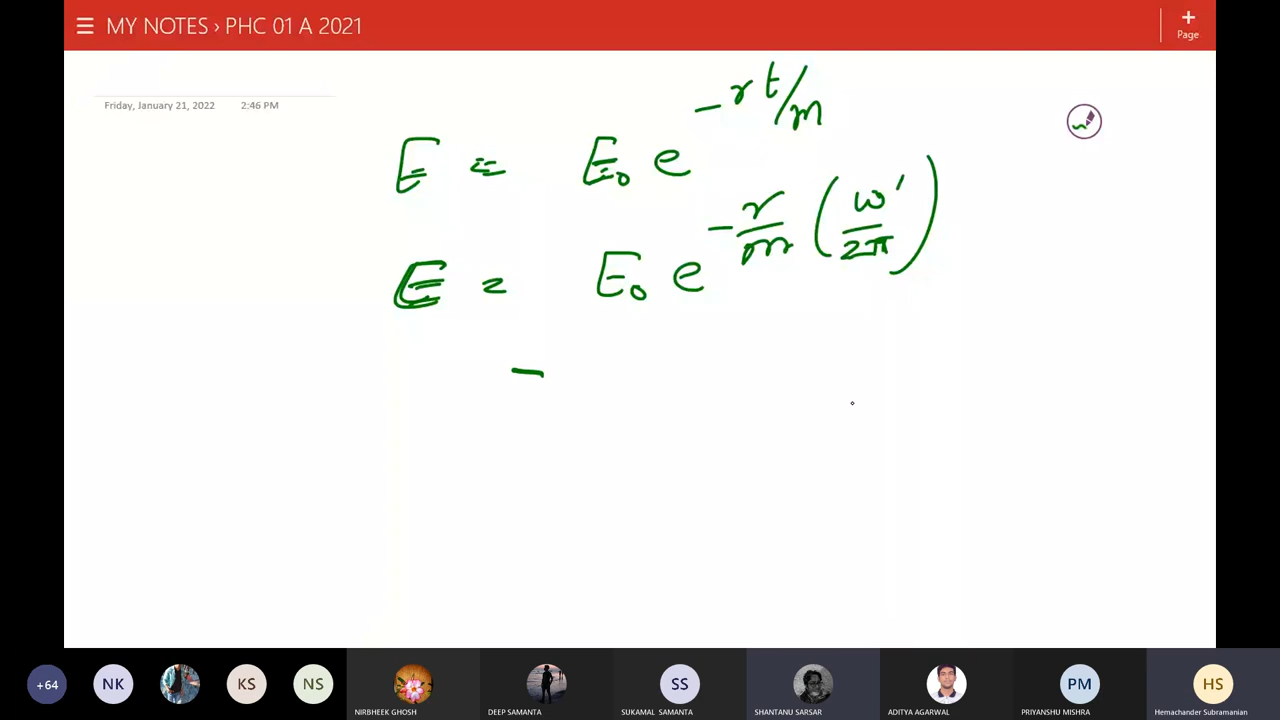 MY NOTES › PHC 01 A 2021
Page
Friday, January 21, 2022 2:46 PM
E = E₀ e^{-rt/m}
E = E₀ e^{-\frac{r}{m}(\frac{ω'}{2π})}
-
+64 NK KS NS SS PM HS
NIRBHEEK GHOSH DEEP SAMANTA SUKAMAL SAMANTA SHANTANU SARSAR ADITYA AGARWAL PRIYANSHU MISHRA Hemachander Subramanian